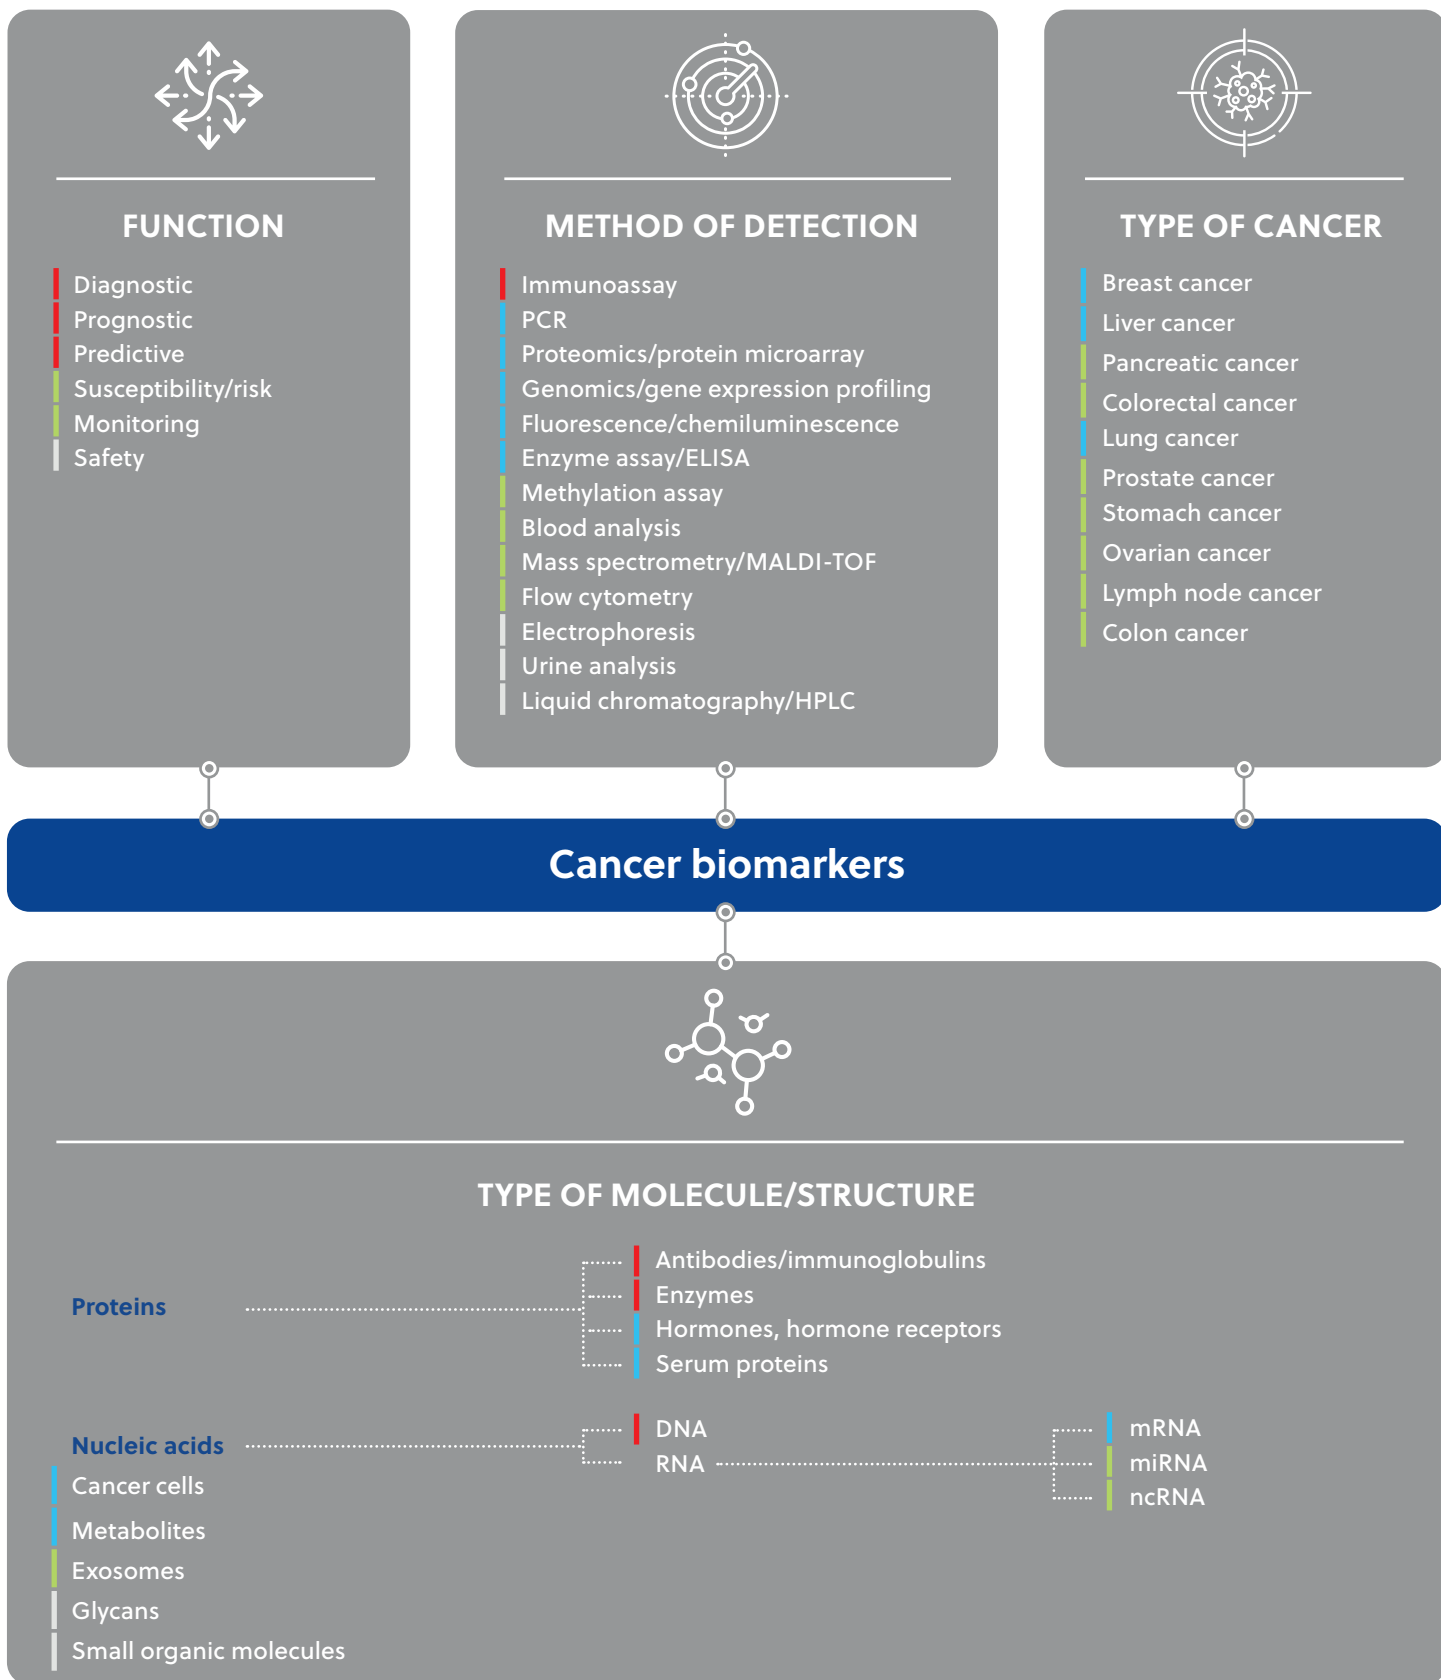 FUNCTION
Diagnostic
Prognostic
Predictive
Susceptibility/risk
Monitoring
Safety
METHOD OF DETECTION
Immunoassay
PCR
Proteomics/protein microarray
Genomics/gene expression profiling
Fluorescence/chemiluminescence
Enzyme assay/ELISA
Methylation assay
Blood analysis
Mass spectrometry/MALDI-TOF
Flow cytometry
Electrophoresis
Urine analysis
Liquid chromatography/HPLC
TYPE OF CANCER
Breast cancer
Liver cancer
Pancreatic cancer
Colorectal cancer
Lung cancer
Prostate cancer
Stomach cancer
Ovarian cancer
Lymph node cancer
Colon cancer
Cancer biomarkers
TYPE OF MOLECULE/STRUCTURE
Proteins
Antibodies/immunoglobulins
Enzymes
Hormones, hormone receptors
Serum proteins
Nucleic acids
DNA
RNA
mRNA
miRNA
ncRNA
Cancer cells
Metabolites
Exosomes
Glycans
Small organic molecules